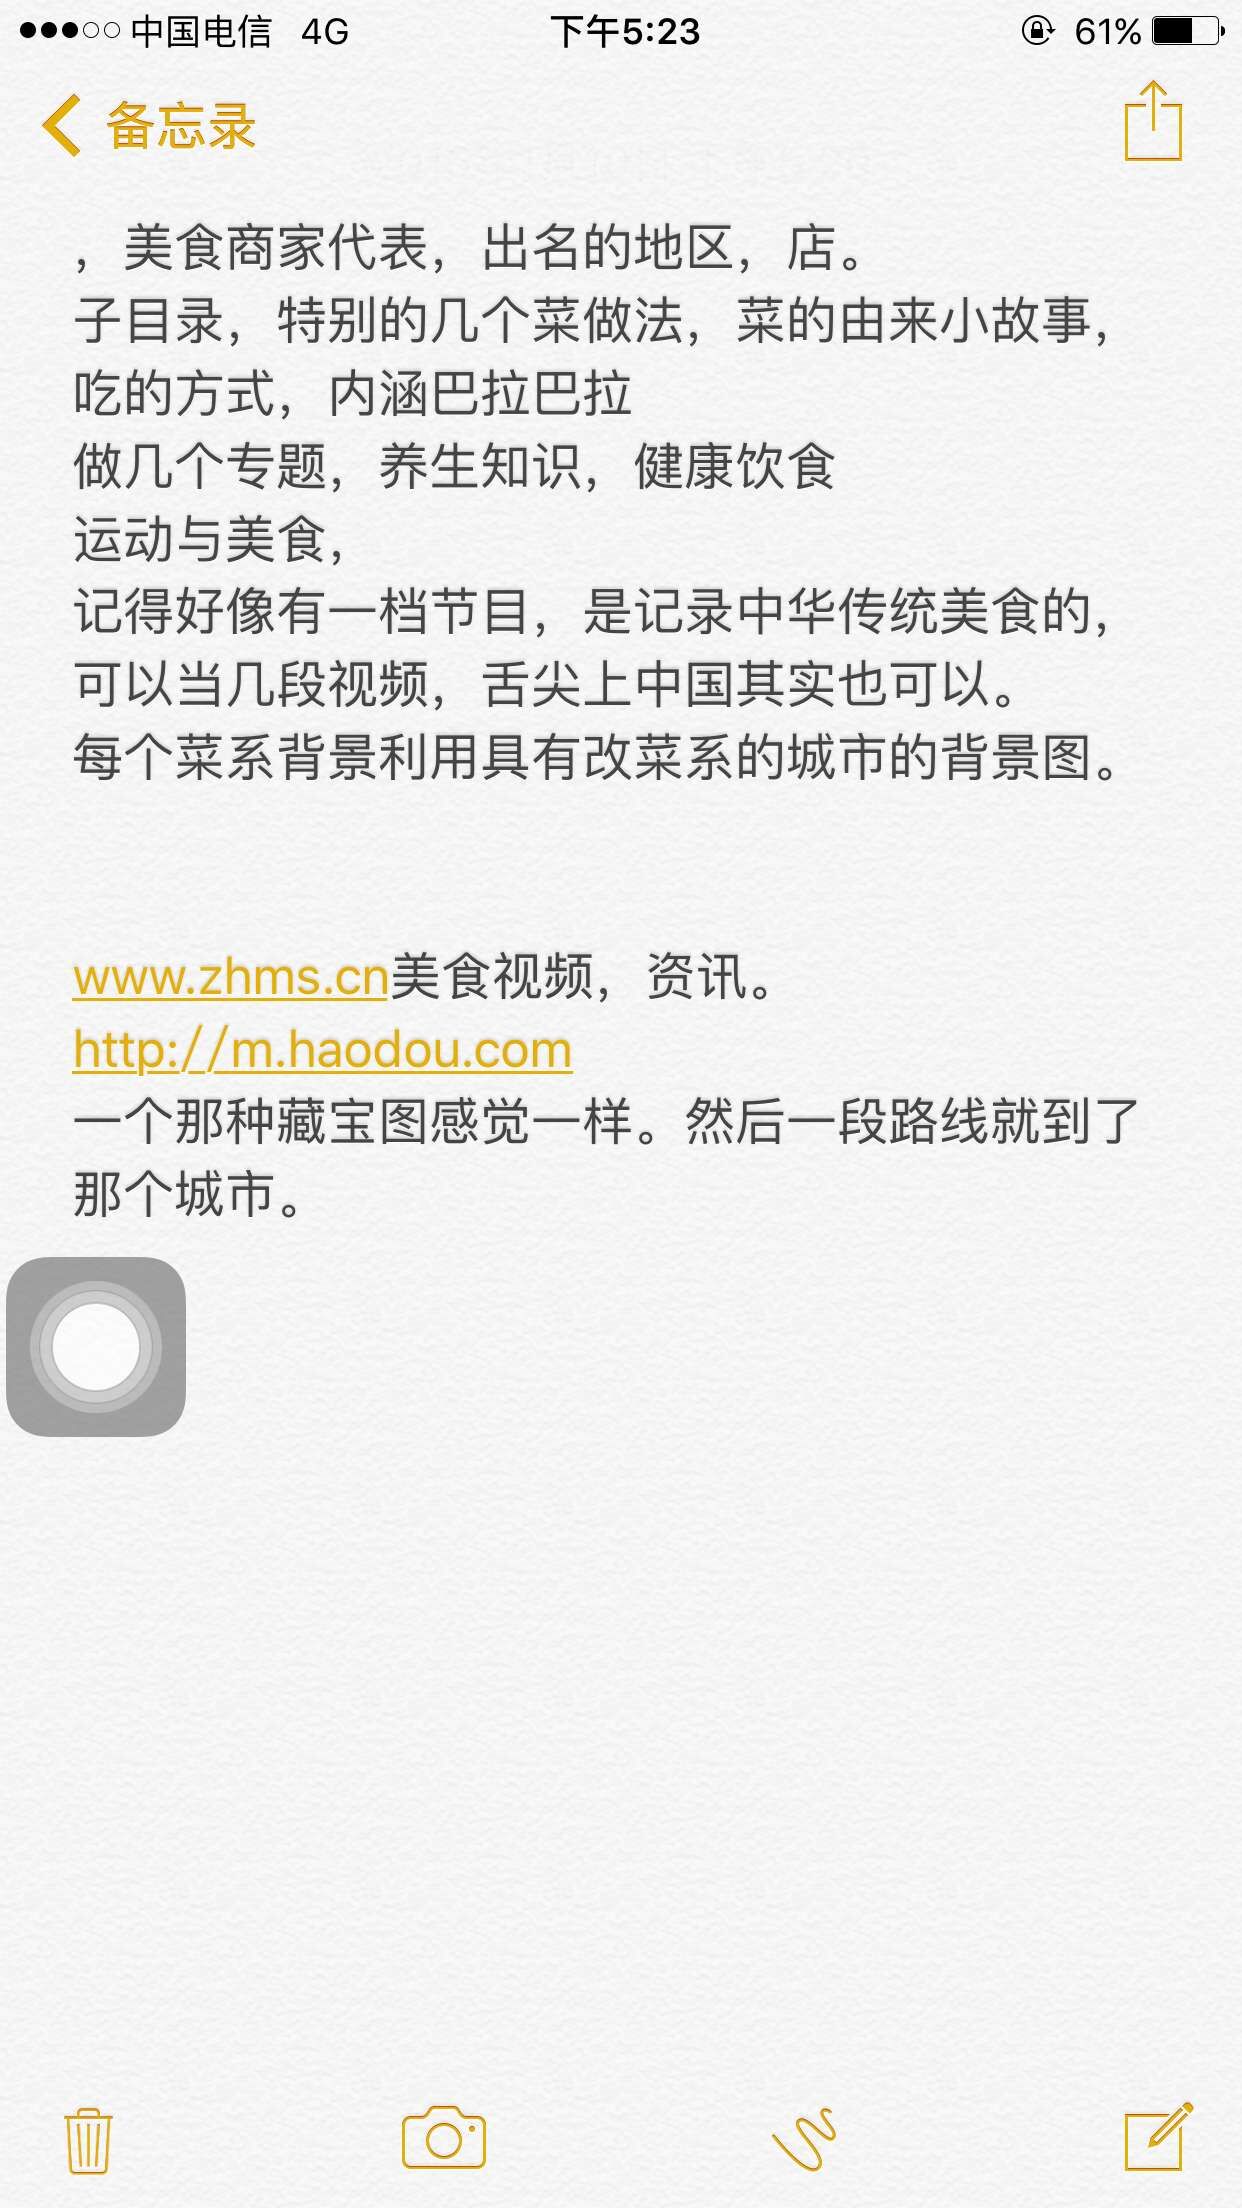 中国电信 4G 下午5:23 61%
备忘录
，美食商家代表，出名的地区，店。
子目录，特别的几个菜做法，菜的由来小故事，
吃的方式，内涵巴拉巴拉
做几个专题，养生知识，健康饮食
运动与美食，
记得好像有一档节目，是记录中华传统美食的，
可以当几段视频，舌尖上中国其实也可以。
每个菜系背景利用具有改菜系的城市的背景图。
www.zhms.cn美食视频，资讯。
http://m.haodou.com
一个那种藏宝图感觉一样。然后一段路线就到了
那个城市。